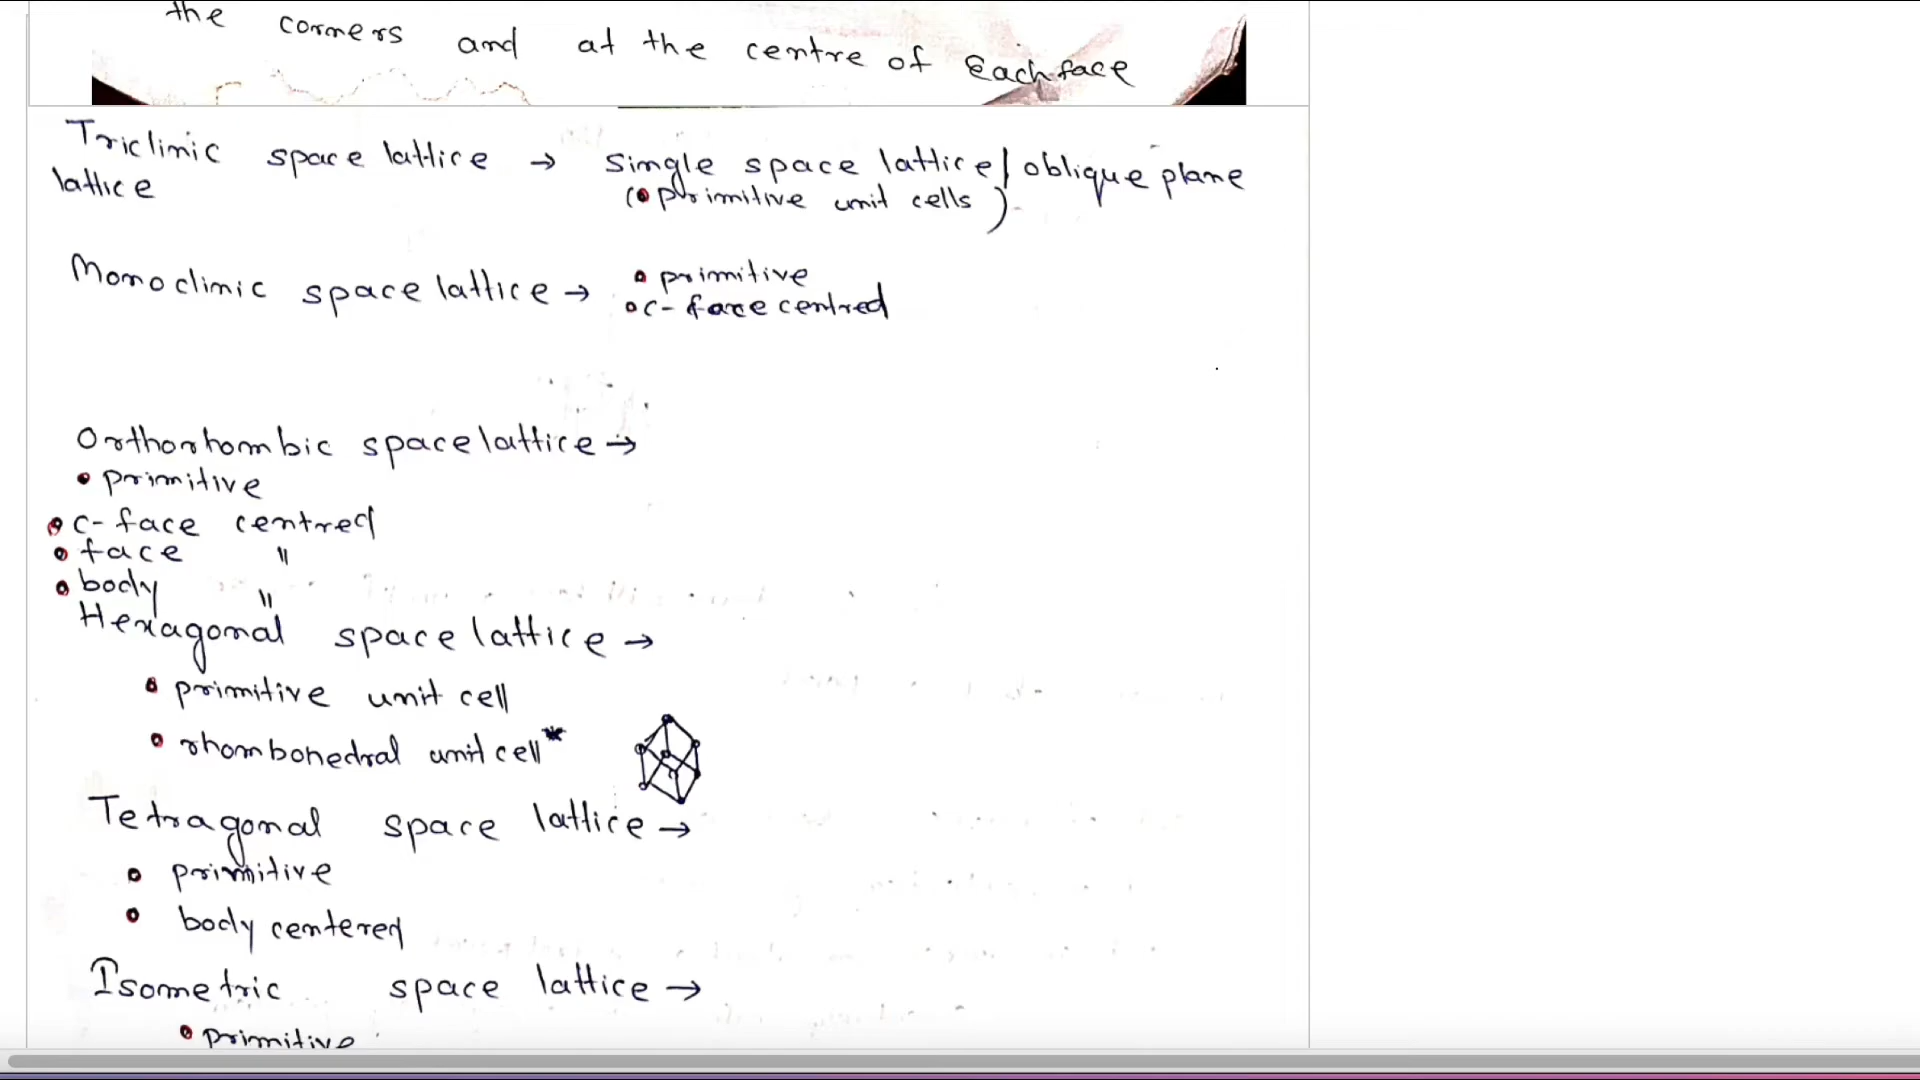 the corners and at the centre of Each face
Triclinic space lattice → single space lattice / oblique plane
lattice (• primitive unit cells).
Monoclinic space lattice → • primitive
• c- face centred
Orthorhombic space lattice →
• primitive
• c- face centred
• face "
• body "
Hexagonal space lattice →
• primitive unit cell
• rhombohedral unit cell*
Tetragonal space lattice →
• primitive
• body centered
Isometric space lattice →
• primitive